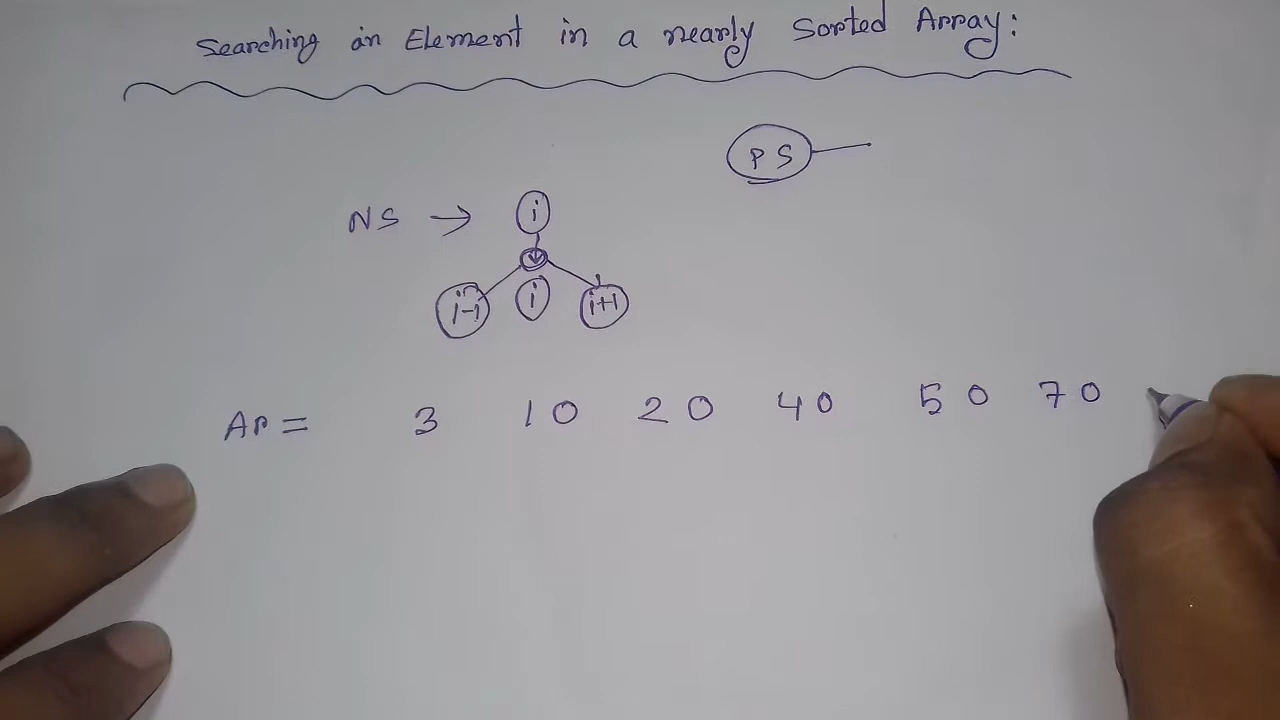 Searching an Element in a nearly Sorted Array:
PS
NS → i
i-1 i i+1
Ar = 3 10 20 40 50 70